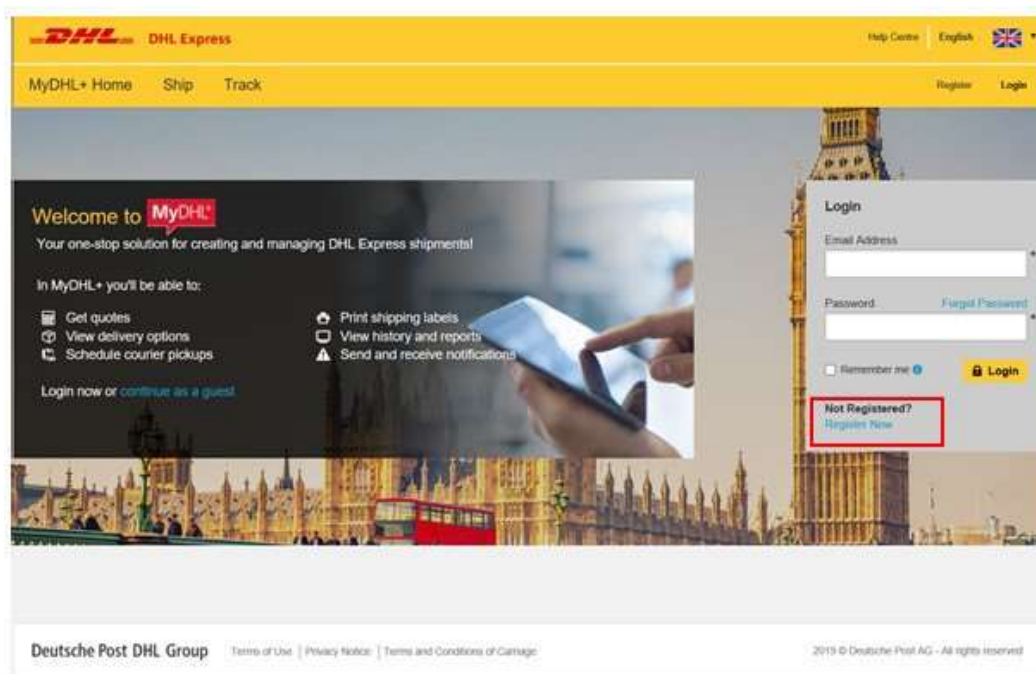 DHL DHL Express
Help Centre English
MyDHL+ Home Ship Track
Register Login
Welcome to MyDHL+
Your one-stop solution for creating and managing DHL Express shipments!
In MyDHL+ you'll be able to:
Get quotes
View delivery options
Schedule courier pickups
Print shipping labels
View history and reports
Send and receive notifications
Login now or continue as a guest
Login
Email Address
*
Password Forgot Password
*
Remember me
Login
Not Registered?
Register Now
Deutsche Post DHL Group
Terms of Use | Privacy Notice | Terms and Conditions of Carriage
2019 © Deutsche Post AG - All rights reserved